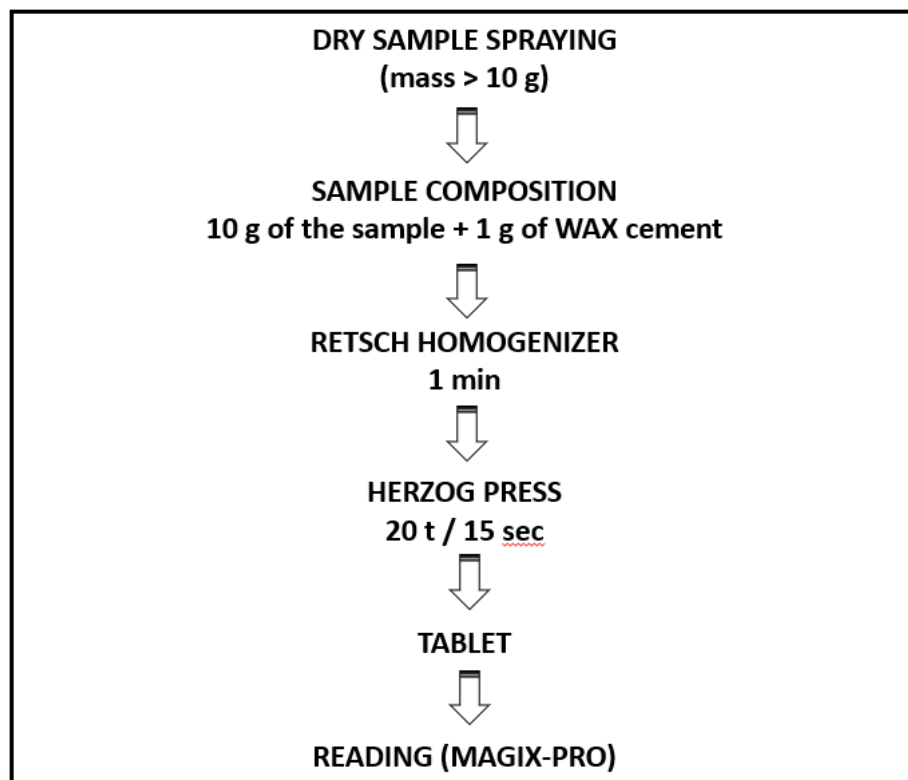 DRY SAMPLE SPRAYING
(mass > 10 g)
SAMPLE COMPOSITION
10 g of the sample + 1 g of WAX cement
RETSCH HOMOGENIZER
1 min
HERZOG PRESS
20 t / 15 sec
TABLET
READING (MAGIX-PRO)